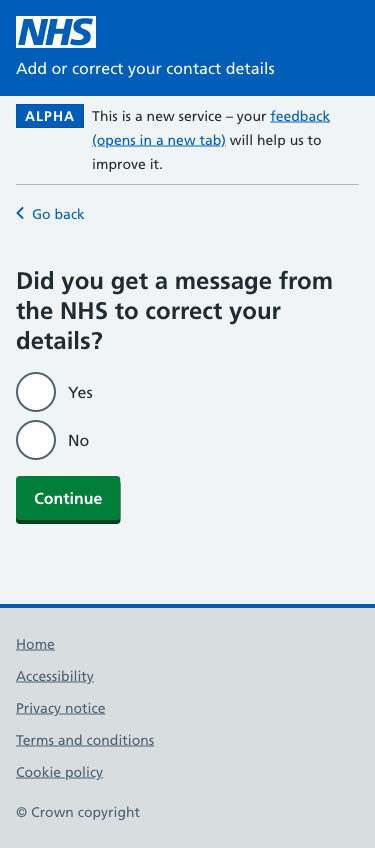 NHS
Add or correct your contact details
ALPHA
This is a new service – your feedback
(opens in a new tab) will help us to
improve it.
Go back
Did you get a message from
the NHS to correct your
details?
Yes
No
Continue
Home
Accessibility
Privacy notice
Terms and conditions
Cookie policy
© Crown copyright